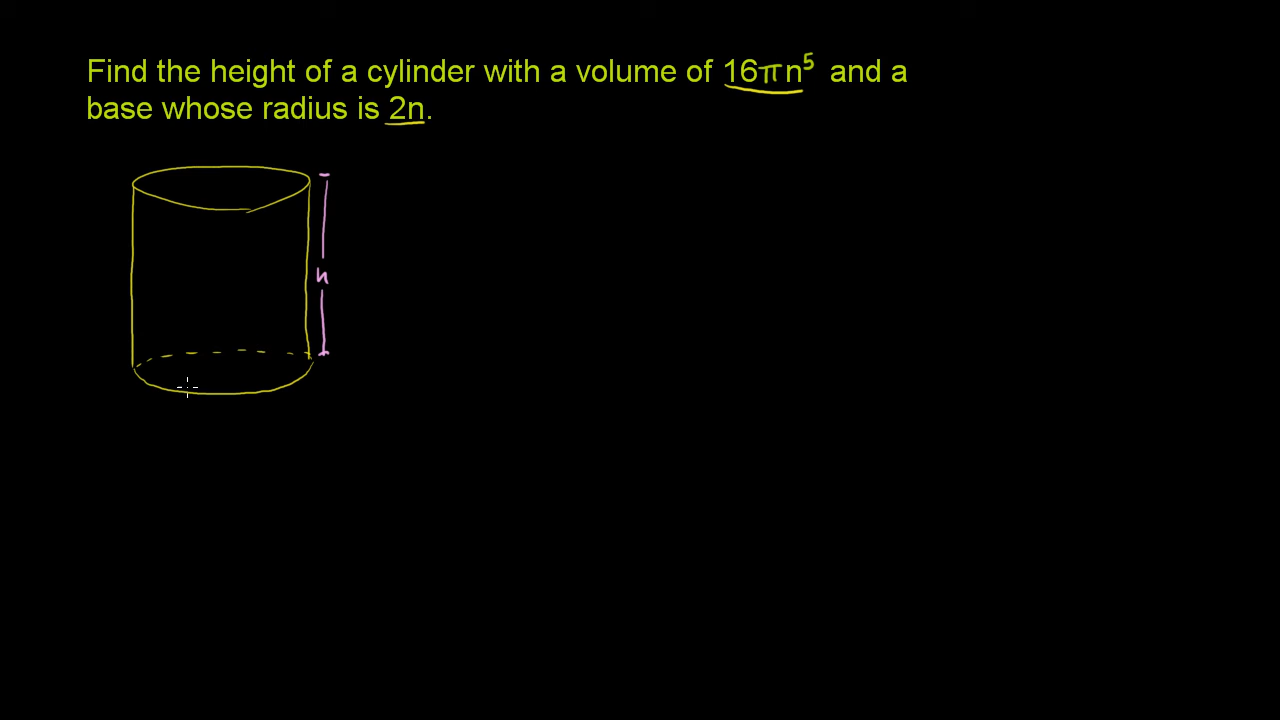 Find the height of a cylinder with a volume of 16πn⁵ and a
base whose radius is 2n.
h